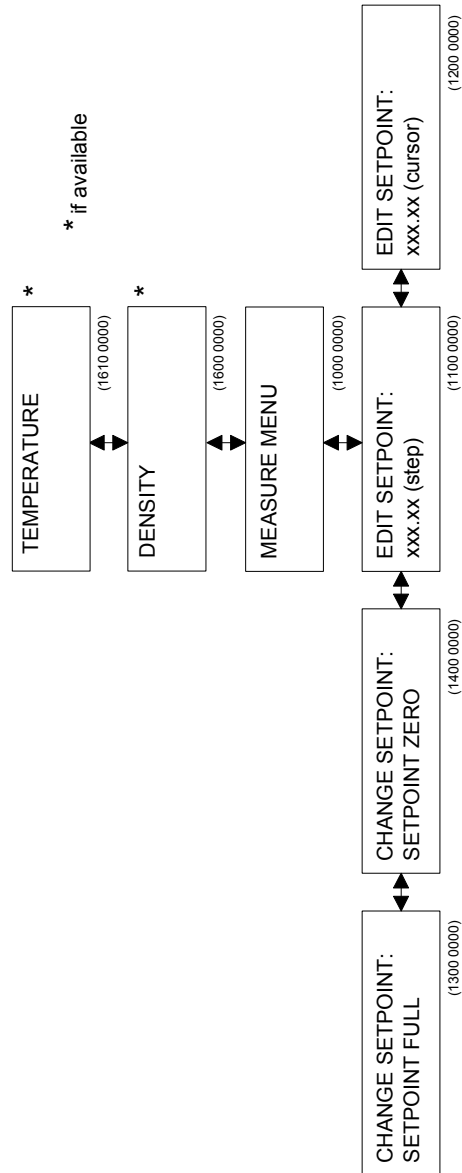 TEMPERATURE
*
(1610 0000)
* if available
DENSITY
*
(1600 0000)
MEASURE MENU
(1000 0000)
CHANGE SETPOINT:
SETPOINT FULL
(1300 0000)
CHANGE SETPOINT:
SETPOINT ZERO
(1400 0000)
EDIT SETPOINT:
xxx.xx (step)
(1100 0000)
EDIT SETPOINT:
xxx.xx (cursor)
(1200 0000)